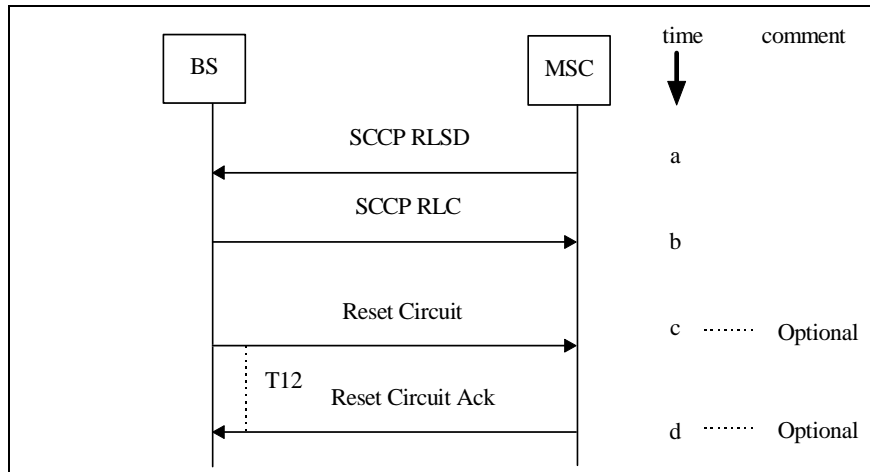 time comment
BS MSC
SCCP RLSD
a
SCCP RLC
b
Reset Circuit
c Optional
T12
Reset Circuit Ack
d Optional